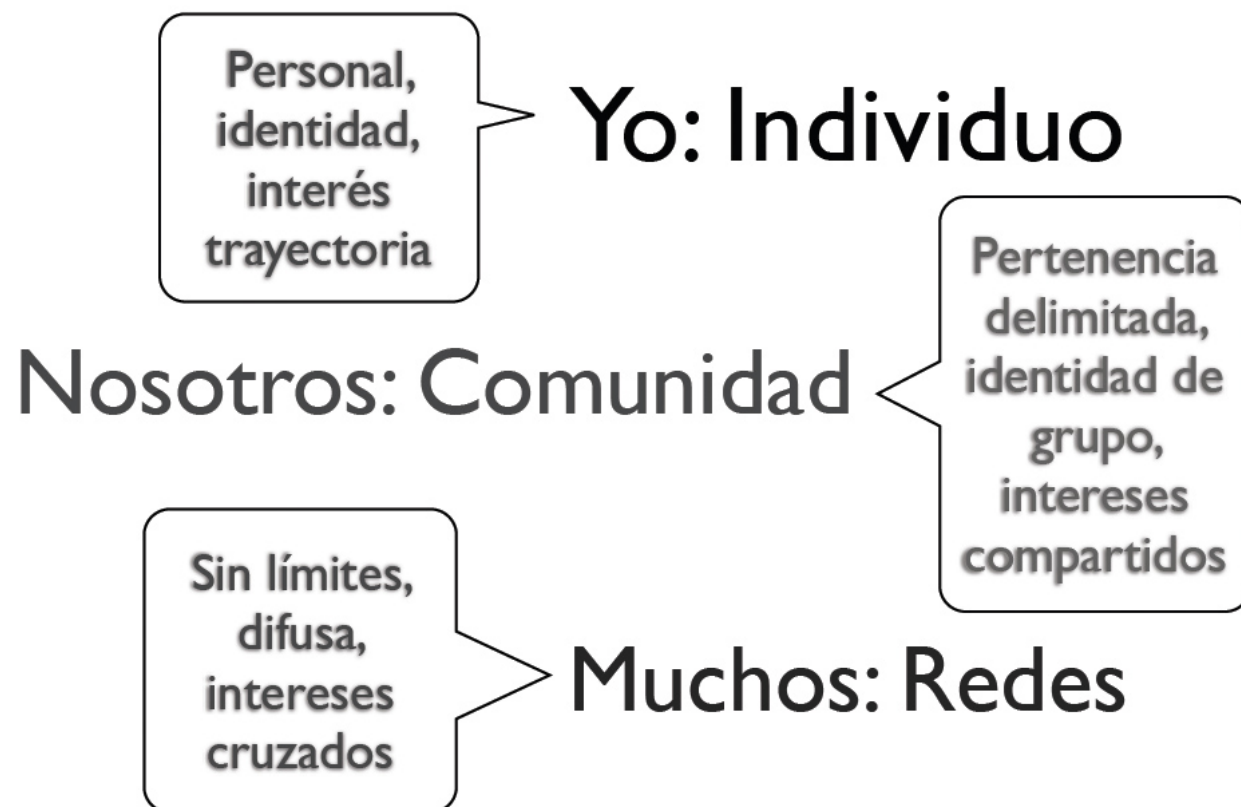 Personal,
identidad,
interés
trayectoria
Yo: Individuo
Pertenencia
delimitada,
identidad de
grupo,
intereses
compartidos
Nosotros: Comunidad
Sin límites,
difusa,
intereses
cruzados
Muchos: Redes